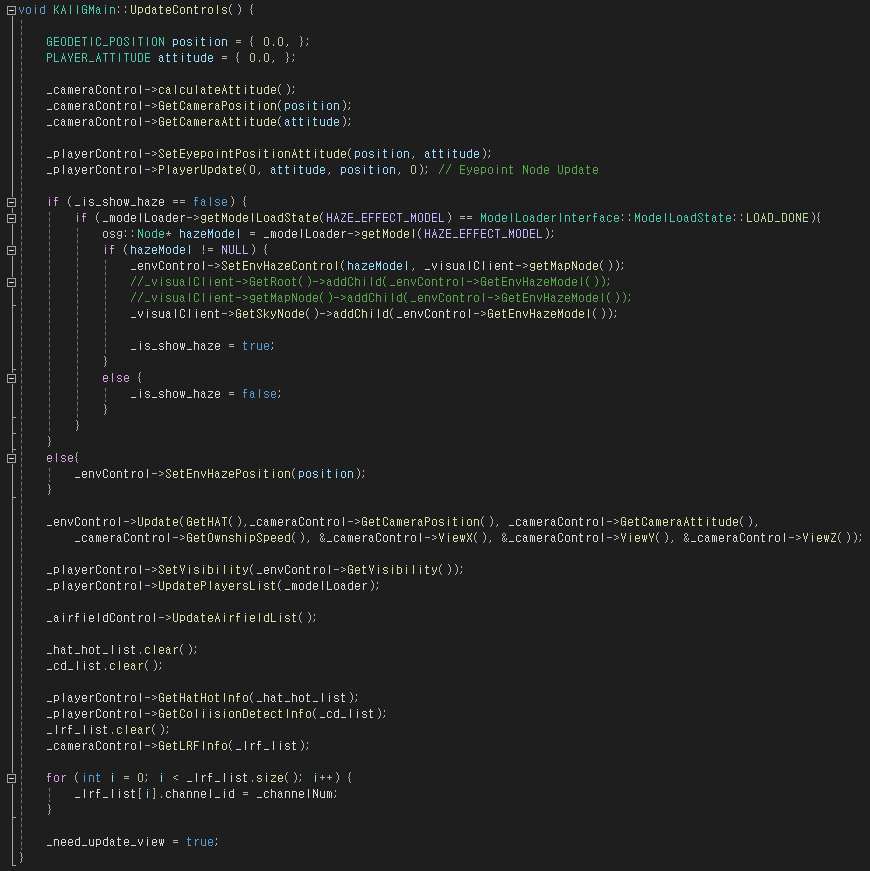 void KAIIGMain::UpdateControls() {
GEODETIC_POSITION position = { 0.0, };
PLAYER_ATTITUDE attitude = { 0.0, };
_cameraControl->calculateAttitude();
_cameraControl->GetCameraPosition(position);
_cameraControl->GetCameraAttitude(attitude);
_playerControl->SetEyepointPositionAttitude(position, attitude);
_playerControl->PlayerUpdate(0, attitude, position, 0); // Eyepoint Node Update
if (_is_show_haze == false) {
if (_modelLoader->getModelLoadState(HAZE_EFFECT_MODEL) == ModelLoaderInterface::ModelLoadState::LOAD_DONE){
osg::Node* hazeModel = _modelLoader->getModel(HAZE_EFFECT_MODEL);
if (hazeModel != NULL) {
_envControl->SetEnvHazeControl(hazeModel, _visualClient->getMapNode());
//_visualClient->GetRoot()->addChild(_envControl->GetEnvHazeModel());
//_visualClient->getMapNode()->addChild(_envControl->GetEnvHazeModel());
_visualClient->GetSkyNode()->addChild(_envControl->GetEnvHazeModel());
_is_show_haze = true;
}
else {
_is_show_haze = false;
}
}
}
else{
_envControl->SetEnvHazePosition(position);
}
_envControl->Update(GetHAT(),_cameraControl->GetCameraPosition(), _cameraControl->GetCameraAttitude(),
_cameraControl->GetOwnshipSpeed(), &_cameraControl->ViewX(), &_cameraControl->ViewY(), &_cameraControl->ViewZ());
_playerControl->SetVisibility(_envControl->GetVisibility());
_playerControl->UpdatePlayersList(_modelLoader);
_airfieldControl->UpdateAirfieldList();
_hat_hot_list.clear();
_cd_list.clear();
_playerControl->GetHatHotInfo(_hat_hot_list);
_playerControl->GetColiisionDetectInfo(_cd_list);
_lrf_list.clear();
_cameraControl->GetLRFInfo(_lrf_list);
for (int i = 0; i < _lrf_list.size(); i++) {
_lrf_list[i].channel_id = _channelNum;
}
_need_update_view = true;
}